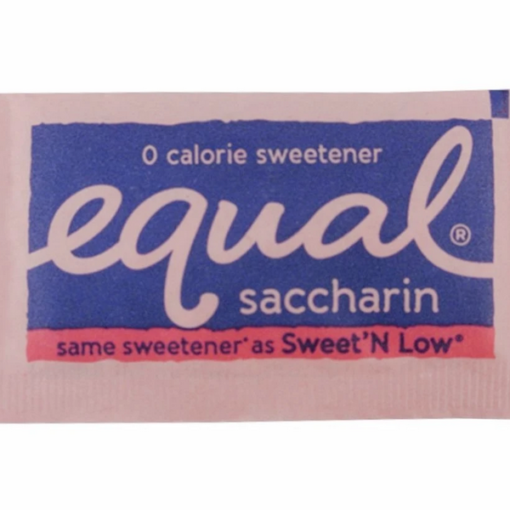 0 calorie sweetener
equal®
saccharin
same sweetener* as Sweet'N Low®